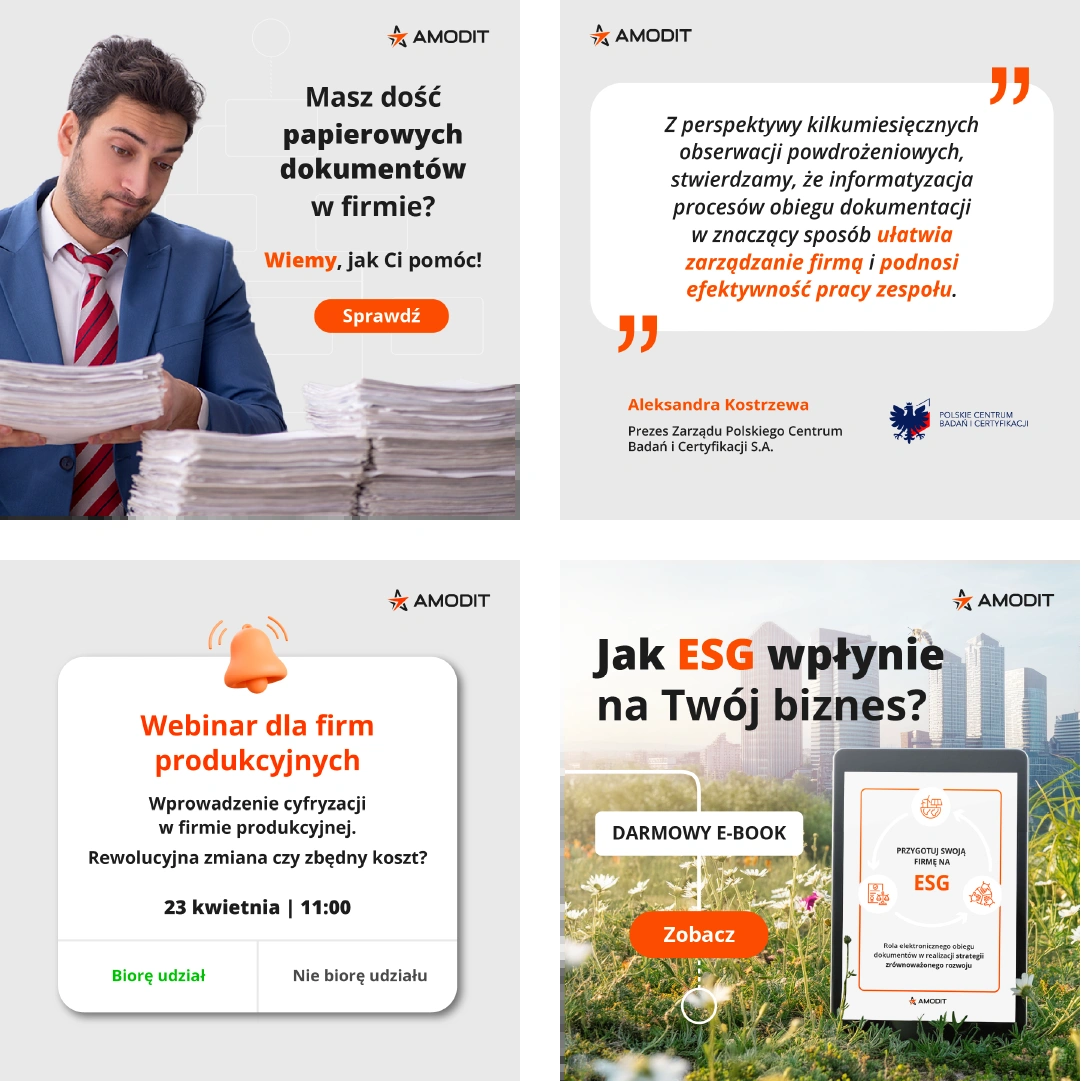 AMODIT
Masz dość
papierowych
dokumentów
w firmie?
Wiemy, jak Ci pomóc!
Sprawdź
AMODIT
Z perspektywy kilkumiesięcznych
obserwacji powdrożeniowych,
stwierdzamy, że informatyzacja
procesów obiegu dokumentacji
w znaczący sposób ułatwia
zarządzanie firmą i podnosi
efektywność pracy zespołu.
Aleksandra Kostrzewa
Prezes Zarządu Polskiego Centrum
Badań i Certyfikacji S.A.
POLSKIE CENTRUM
BADAŃ I CERTYFIKACJI
AMODIT
Webinar dla firm
produkcyjnych
Wprowadzenie cyfryzacji
w firmie produkcyjnej.
Rewolucyjna zmiana czy zbędny koszt?
23 kwietnia | 11:00
Biorę udział
Nie biorę udziału
AMODIT
Jak ESG wpłynie
na Twój biznes?
DARMOWY E-BOOK
Zobacz
PRZYGOTUJ SWOJĄ
FIRMĘ NA
ESG
Rola elektronicznego obiegu
dokumentów w realizacji strategii
zrównoważonego rozwoju
AMODIT